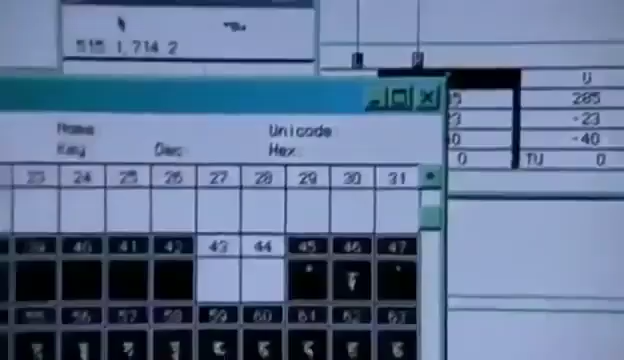 515 1,714 2
U
285
-23
-40
0 TU 0
Name Unicode
Key Dec Hex
23 24 25 26 27 28 29 30 31
39 40 41 42 43 44 45 46 47
55 56 57 58 59 60 61 62 63